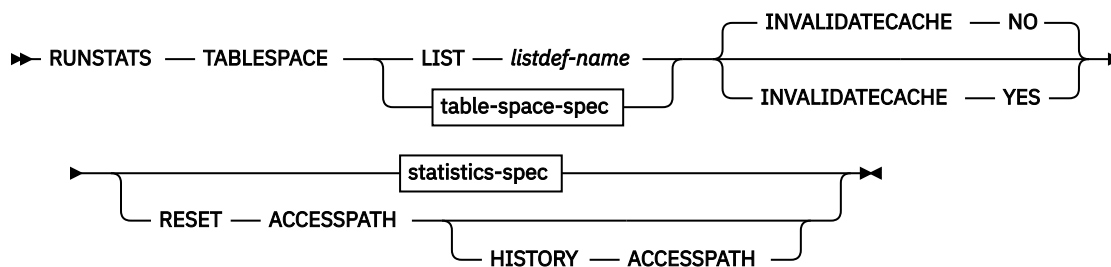 INVALIDATECACHE NO
RUNSTATS TABLESPACE LIST listdef-name
table-space-spec
INVALIDATECACHE YES
statistics-spec
RESET ACCESSPATH
HISTORY ACCESSPATH